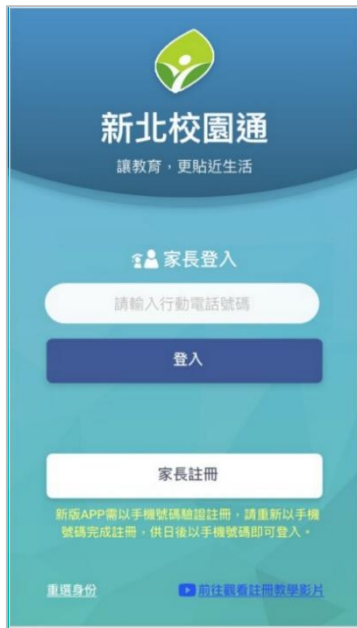 新北校園通
讓教育，更貼近生活
家長登入
請輸入行動電話號碼
登入
家長註冊
新版APP需以手機號碼驗證註冊，請重新以手機
號碼完成註冊，供日後以手機號碼即可登入。
重選身份
前往觀看註冊教學影片